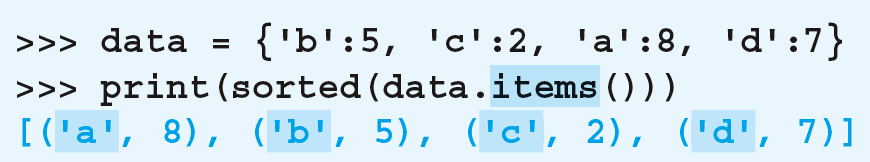 >>> data = {'b':5, 'c':2, 'a':8, 'd':7}
>>> print(sorted(data.items()))
[('a', 8), ('b', 5), ('c', 2), ('d', 7)]